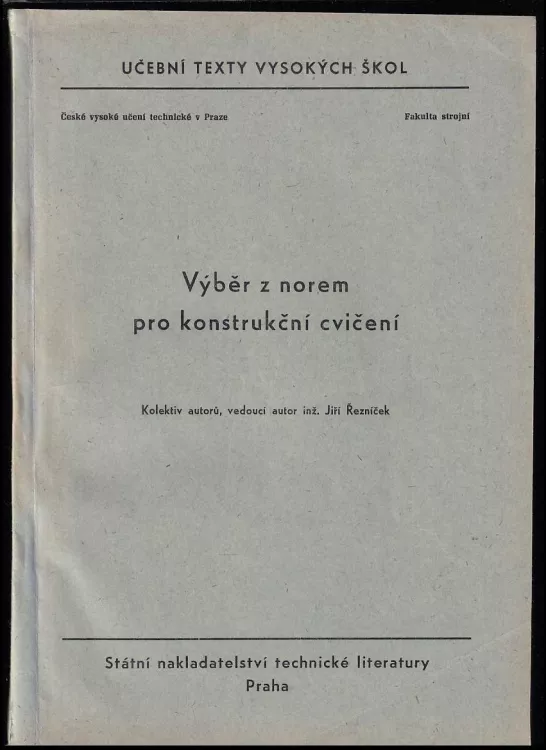 UČEBNÍ TEXTY VYSOKÝCH ŠKOL
České vysoké učení technické v Praze Fakulta strojní
Výběr z norem
pro konstrukční cvičení
Kolektiv autorů, vedoucí autor inž. Jiří Řezníček
Státní nakladatelství technické literatury
Praha